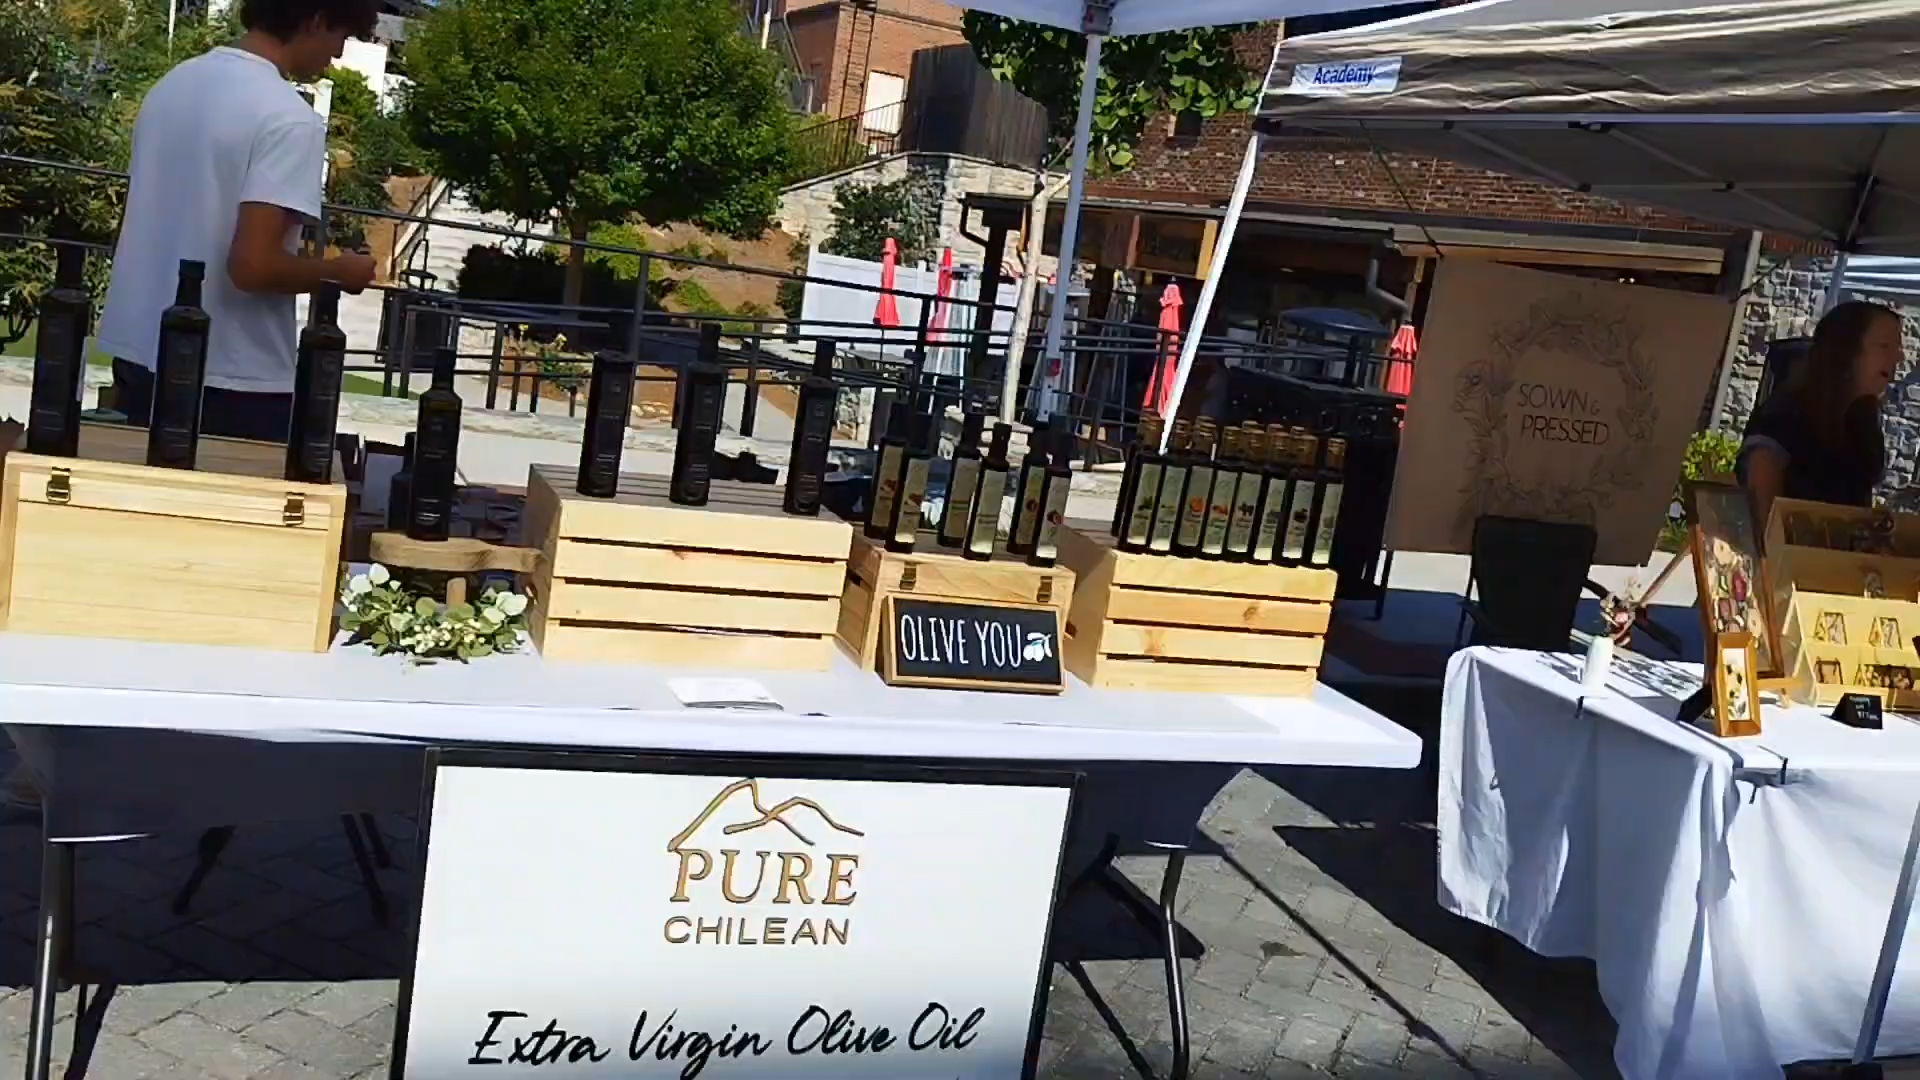 Academy
SOWN &
PRESSED
OLIVE YOU
PURE
CHILEAN
Extra Virgin Olive Oil